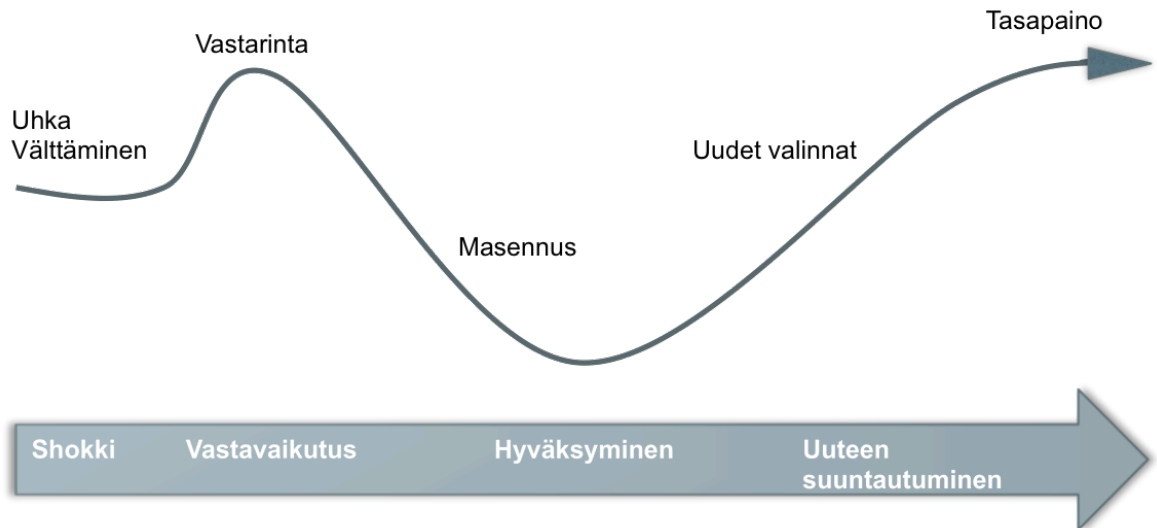 Tasapaino
Vastarinta
Uhka
Välttäminen
Uudet valinnat
Masennus
Shokki
Vastavaikutus
Hyväksyminen
Uuteen
suuntautuminen